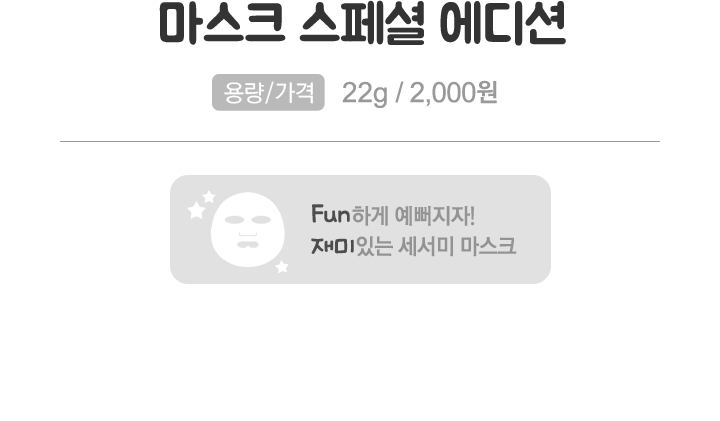 마스크 스페셜 에디션
용량/가격 22g / 2,000원
Fun하게 예뻐지자!
재미있는 세서미 마스크